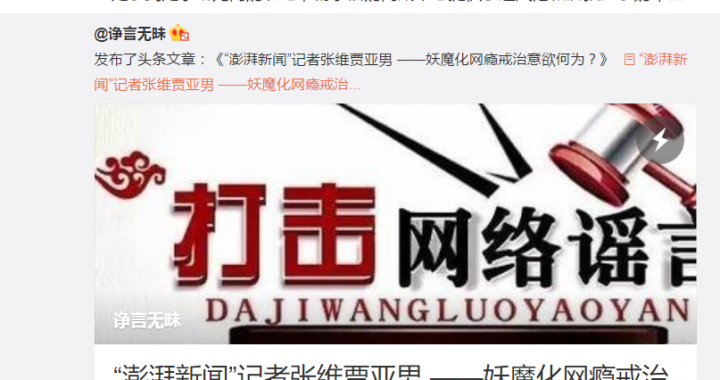 @诤言无昧
发布了头条文章：《“澎湃新闻”记者张维贾亚男 ——妖魔化网瘾戒治意欲何为？》 “澎湃新
闻”记者张维贾亚男 ——妖魔化网瘾戒治...
打击网络谣言
DAJIWANGLUOYAOYAN
诤言无昧
“澎湃新闻”记者张维贾亚男 ——妖魔化网瘾戒治